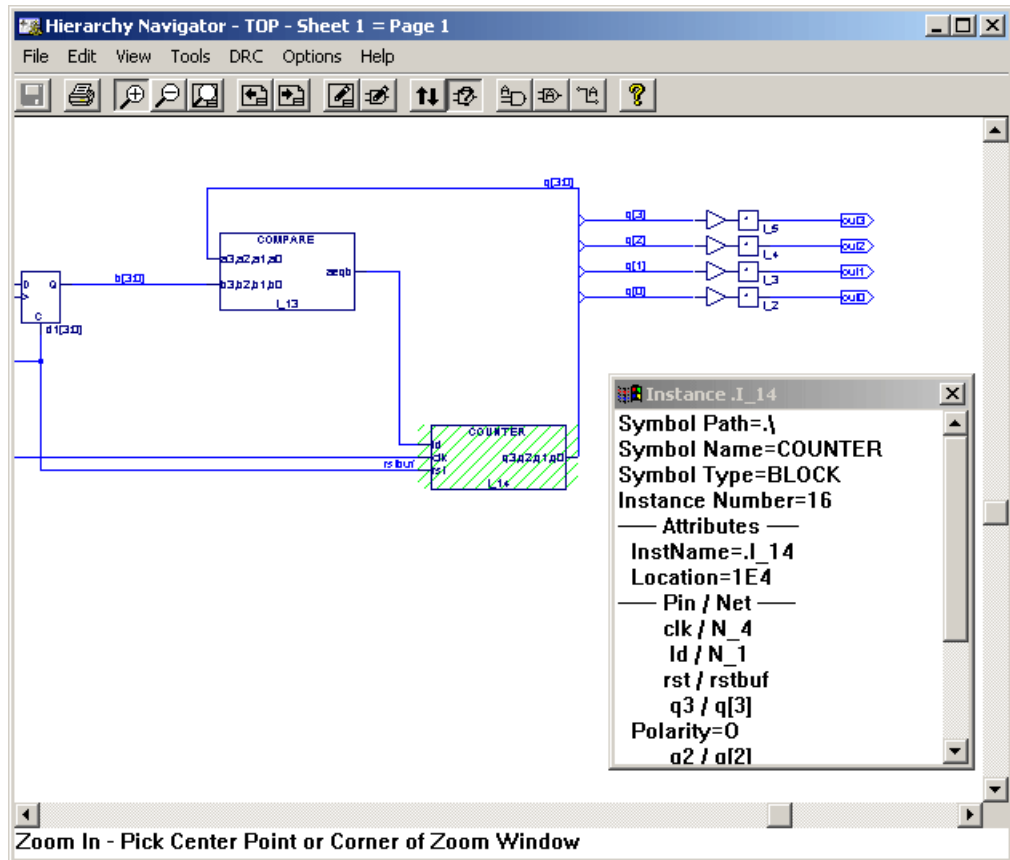 Hierarchy Navigator - TOP - Sheet 1 = Page 1
File Edit View Tools DRC Options Help
q[3:0]
q[3]
I_5
out3
COMPARE
q[2]
I_4
out2
a3,a2,a1,a0
aeqb
q[1]
I_3
out1
D Q
b[3:0]
b3,b2,b1,b0
q[0]
I_2
out0
I_13
C
d1[3:0]
COUNTER
ld
clk
q3,q2,q1,q0
rstbuf
rst
I_14
Instance .I_14
Symbol Path=.\
Symbol Name=COUNTER
Symbol Type=BLOCK
Instance Number=16
Attributes
InstName=.I_14
Location=1E4
Pin / Net
clk / N_4
ld / N_1
rst / rstbuf
q3 / q[3]
Polarity=O
q2 / q[2]
Zoom In - Pick Center Point or Corner of Zoom Window